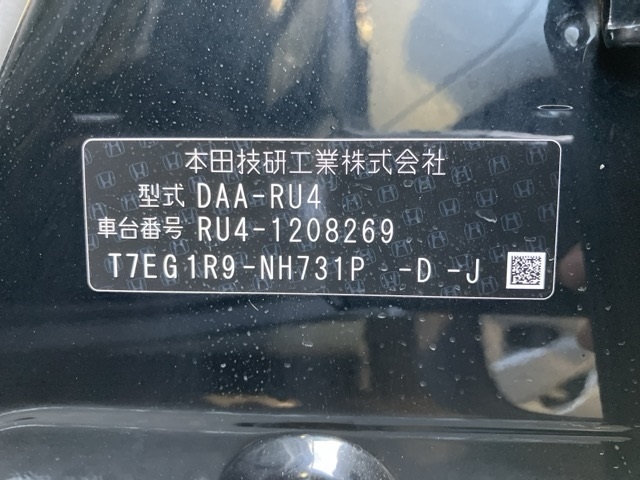 本田技研工業株式会社
型式 DAA-RU4
車台番号 RU4-1208269
T7EG1R9-NH731P -D -J